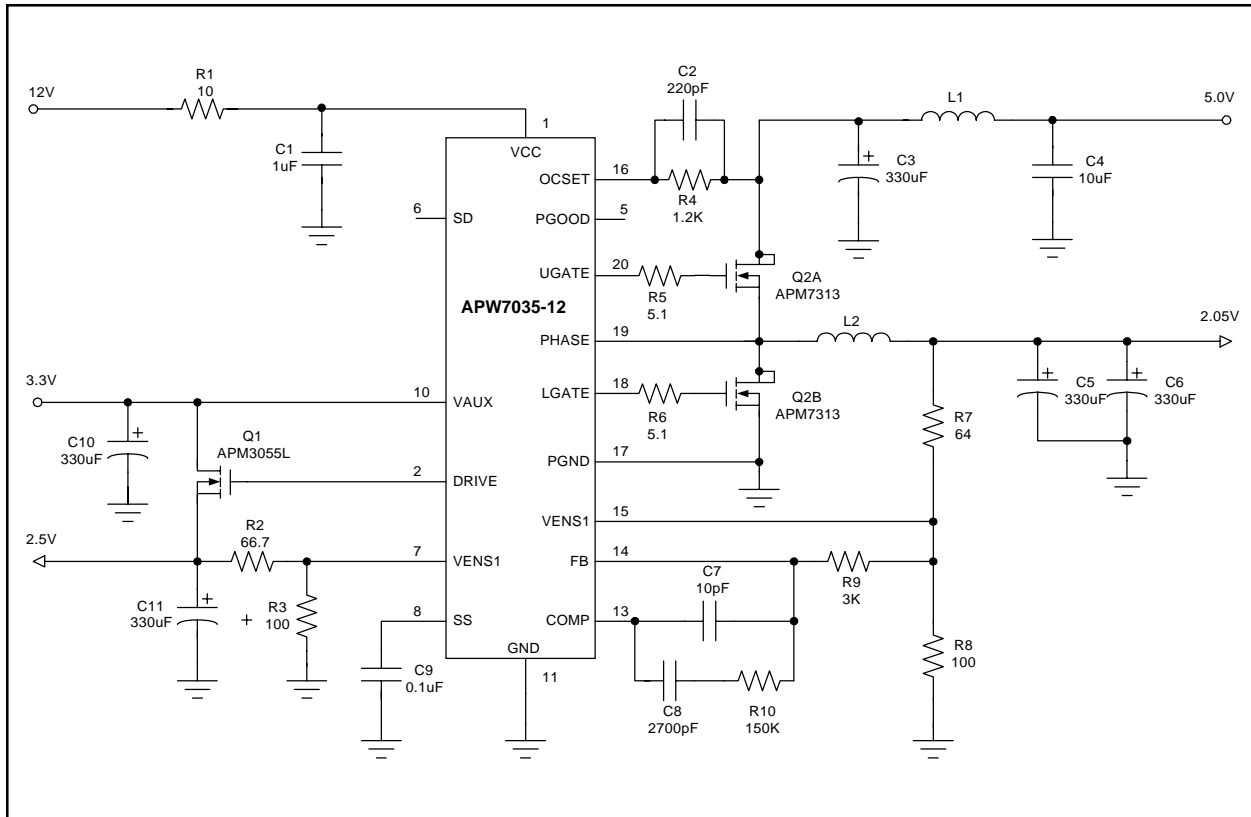 12V
R1
10
C1
1uF
1
VCC
APW7035-12
C2
220pF
R4
1.2K
L1
5.0V
C3
330uF
C4
10uF
OCSET
16
6
SD
PGOOD
5
UGATE
20
R5
5.1
Q2A
APM7313
PHASE
19
L2
2.05V
LGATE
18
R6
5.1
Q2B
APM7313
C5
330uF
+
C6
330uF
+
R7
64
3.3V
10
VAUX
C10
330uF
+
Q1
APM3055L
2
DRIVE
PGND
17
VENS1
15
2.5V
R2
66.7
7
VENS1
FB
14
R9
3K
C7
10pF
C11
330uF
+
+
R3
100
8
SS
COMP
13
R8
100
C9
0.1uF
GND
11
C8
2700pF
R10
150K
+